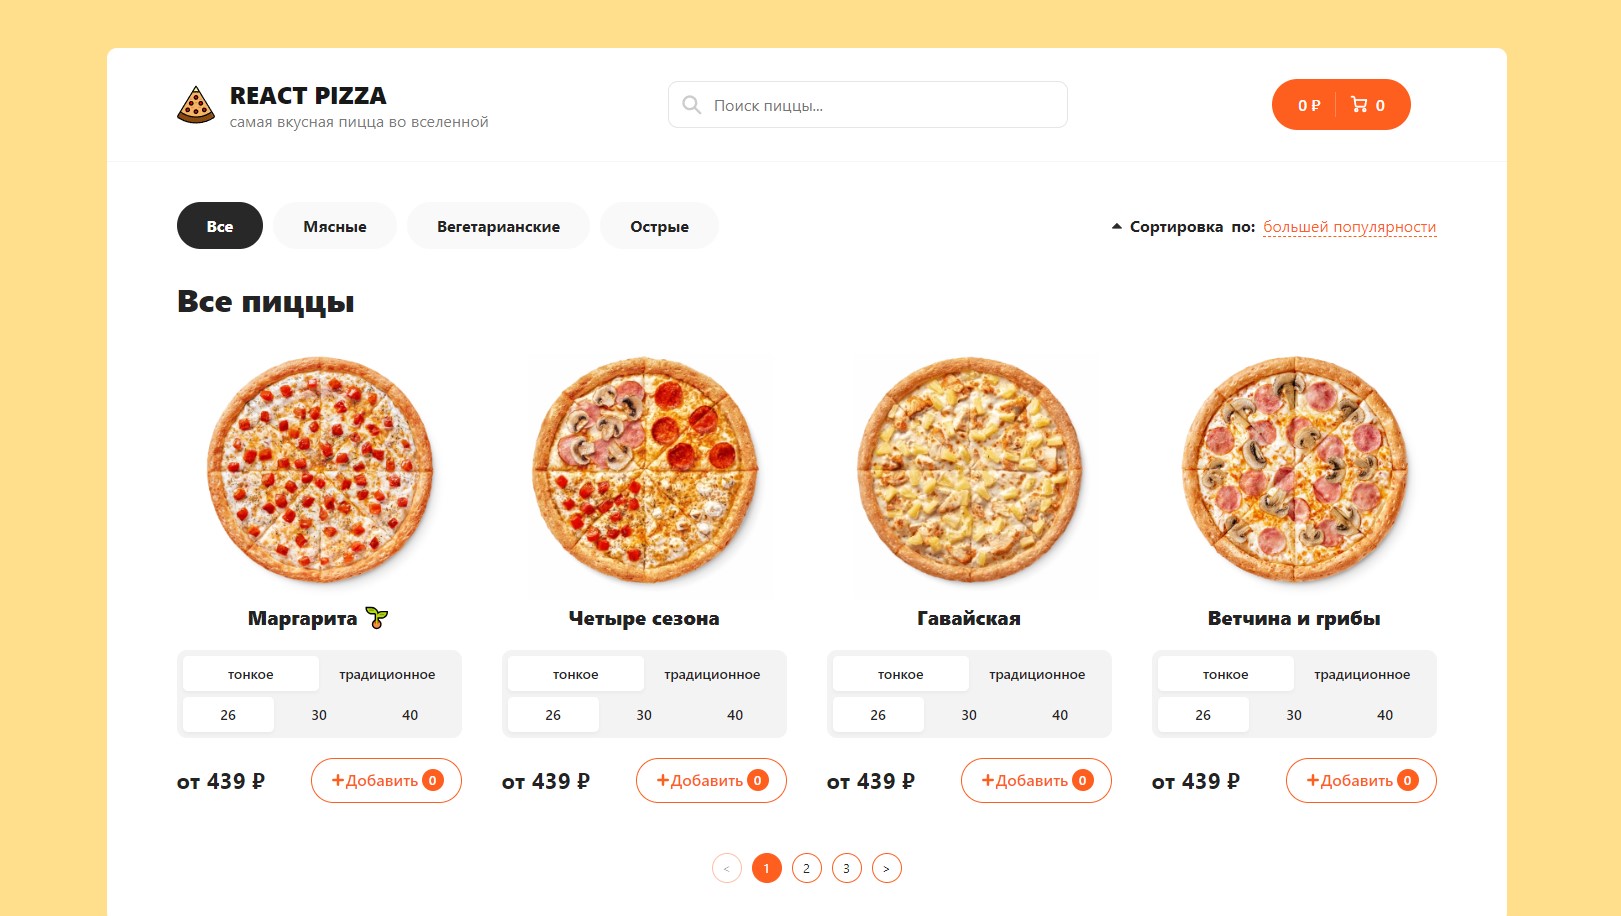 REACT PIZZA
самая вкусная пицца во вселенной
Поиск пиццы...
0 ₽ 0
Все Мясные Вегетарианские Острые Сортировка по: большей популярности
Все пиццы
Маргарита Четыре сезона Гавайская Ветчина и грибы
тонкое традиционное тонкое традиционное тонкое традиционное тонкое традиционное
26 30 40 26 30 40 26 30 40 26 30 40
от 439 ₽ +Добавить 0 от 439 ₽ +Добавить 0 от 439 ₽ +Добавить 0 от 439 ₽ +Добавить 0
< 1 2 3 >